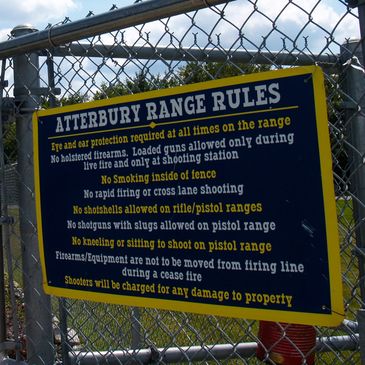 ATTERBURY RANGE RULES
Eye and ear protection required at all times on the range
No holstered firearms. Loaded guns allowed only during
live fire and only at shooting station
No Smoking inside of fence
No rapid firing or cross lane shooting
No shotshells allowed on rifle/pistol ranges
No shotguns with slugs allowed on pistol range
No kneeling or sitting to shoot on pistol range
Firearms/Equipment are not to be moved from firing line
during a cease fire
Shooters will be charged for any damage to property